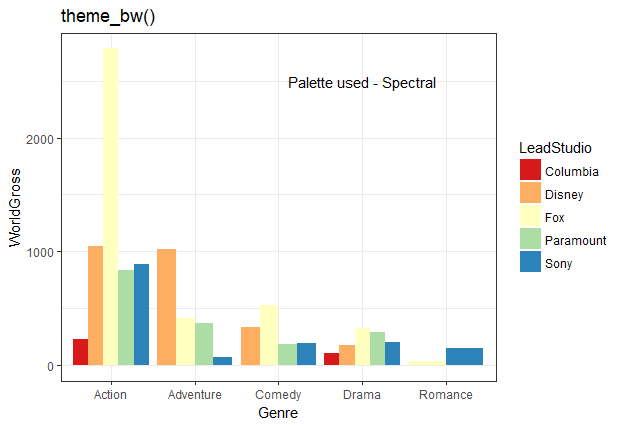 theme_bw()
Palette used - Spectral
WorldGross
2000
1000
0
Action
Adventure
Comedy
Drama
Romance
Genre
LeadStudio
Columbia
Disney
Fox
Paramount
Sony